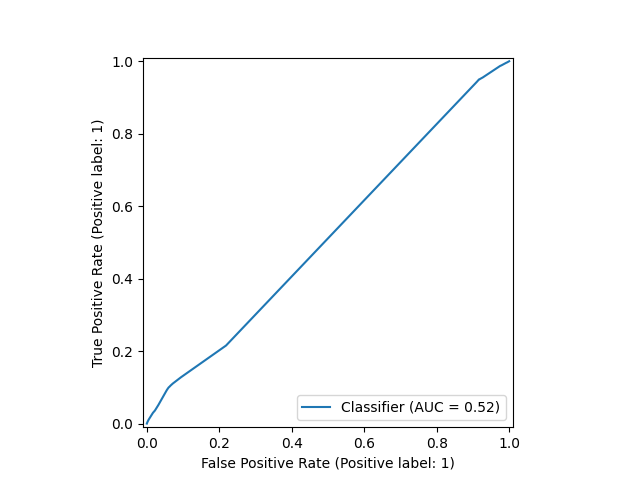 1.0
0.8
0.6
0.4
0.2
0.0
True Positive Rate (Positive label: 1)
Classifier (AUC = 0.52)
0.0 0.2 0.4 0.6 0.8 1.0
False Positive Rate (Positive label: 1)